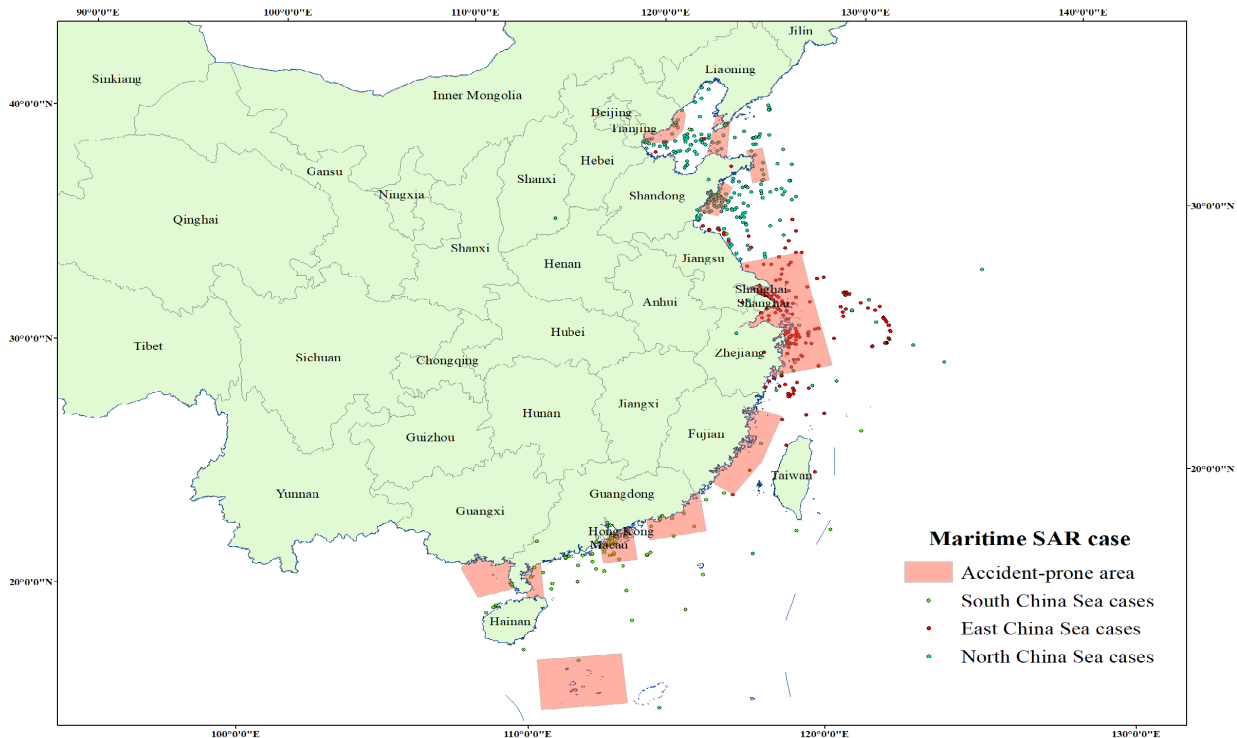 90°0'0"E 100°0'0"E 110°0'0"E 120°0'0"E 130°0'0"E 140°0'0"E
Jilin
Liaoning
Sinkiang
Inner Mongolia
40°0'0"N
Beijing
Tianjing
Hebei
Gansu
Shanxi
Ningxia
Shandong
30°0'0"N
Qinghai
Shanxi
Jiangsu
Henan
Shanghai
Anhui
Shanghai
Hubei
30°0'0"N
Tibet
Zhejiang
Sichuan
Chongqing
Jiangxi
Hunan
Fujian
Guizhou
20°0'0"N
Taiwan
Yunnan
Guangdong
Guangxi
Hong Kong
Macau
20°0'0"N
Hainan
Maritime SAR case
Accident-prone area
South China Sea cases
East China Sea cases
North China Sea cases
100°0'0"E 110°0'0"E 120°0'0"E 130°0'0"E